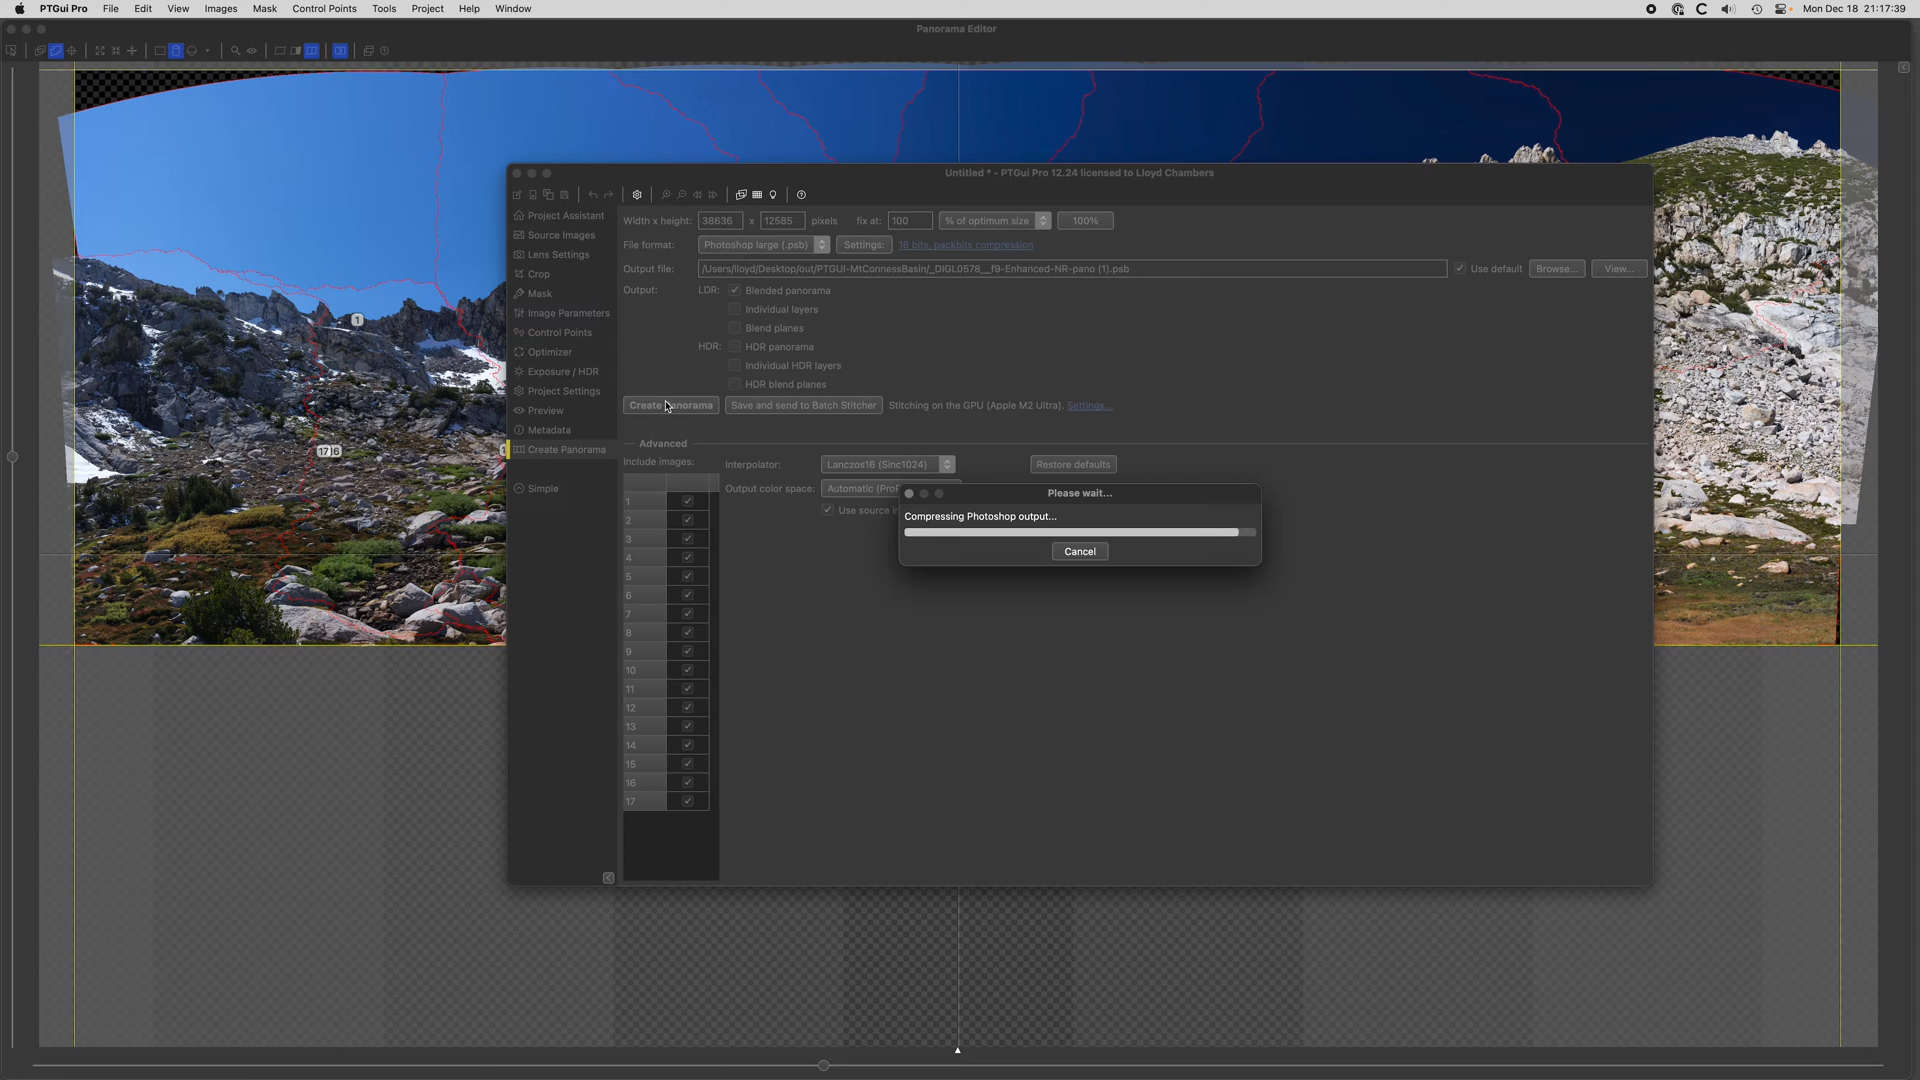 PTGui Pro File Edit View Images Mask Control Points Tools Project Help Window Mon Dec 18 21:17:39
Panorama Editor
Untitled * - PTGui Pro 12.24 licensed to Lloyd Chambers
Project Assistant
Source Images
Lens Settings
Crop
Mask
Image Parameters
Control Points
Optimizer
Exposure / HDR
Project Settings
Preview
Metadata
Create Panorama
Simple
Width x height: 38636 x 12585 pixels fix at: 100 % of optimum size 100%
File format: Photoshop large (.psb) Settings: 16 bits, packbits compression
Output file: /Users/lloyd/Desktop/out/PTGUI-MtConnessBasin/_DIGL0578__f9-Enhanced-NR-pano (1).psb Use default Browse... View...
Output: LDR: Blended panorama
Individual layers
Blend planes
HDR: HDR panorama
Individual HDR layers
HDR blend planes
Create Panorama Save and send to Batch Stitcher Stitching on the GPU (Apple M2 Ultra). Settings...
Advanced
Include images: Interpolator: Lanczos16 (Sinc1024) Restore defaults
Output color space: Automatic
Use source
1
2
3
4
5
6
7
8
9
10
11
12
13
14
15
16
17
Please wait...
Compressing Photoshop output...
Cancel
1
17 6